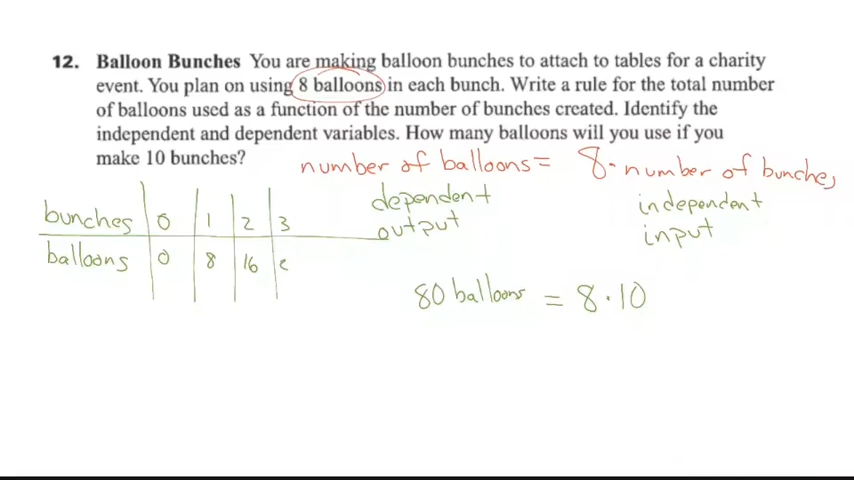 12. Balloon Bunches You are making balloon bunches to attach to tables for a charity
event. You plan on using 8 balloons in each bunch. Write a rule for the total number
of balloons used as a function of the number of bunches created. Identify the
independent and dependent variables. How many balloons will you use if you
make 10 bunches?
number of balloons = 8 · number of bunches
dependent independent
output input
bunches 0 1 2 3
balloons 0 8 16
80 balloons = 8 · 10